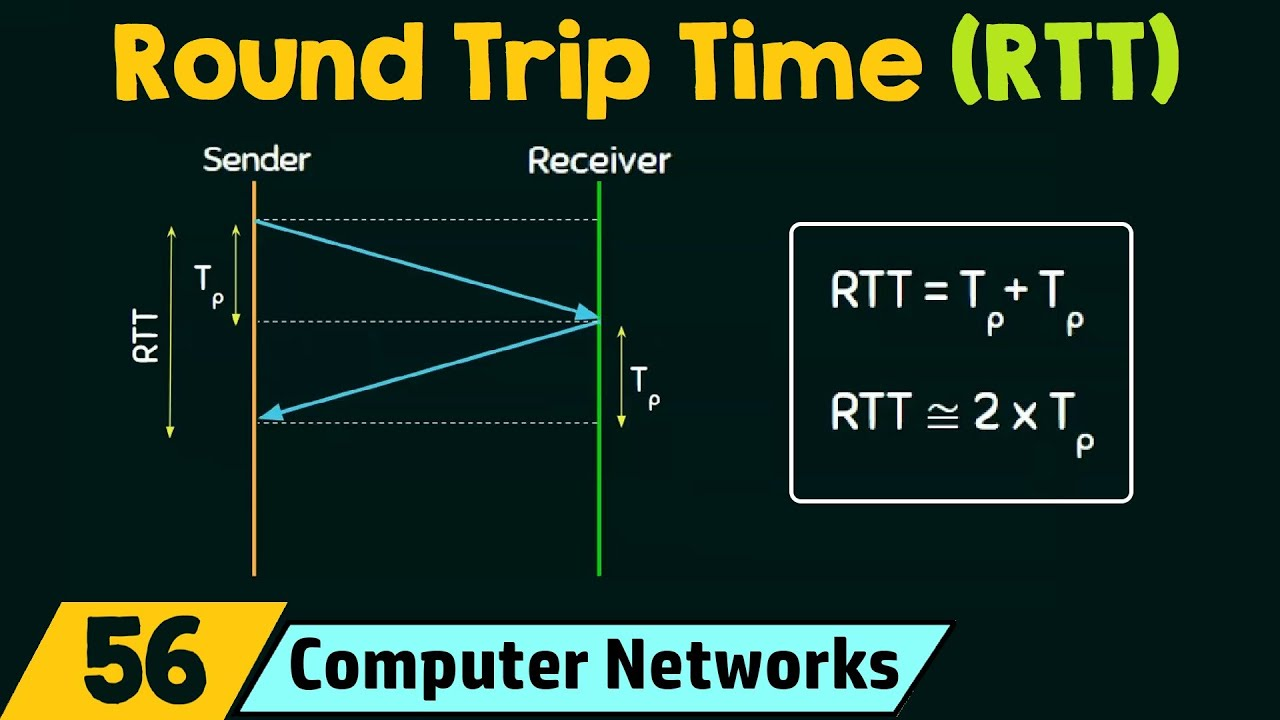 Round Trip Time (RTT)
Sender
Receiver
Tρ
RTT
Tρ
RTT = Tρ + Tρ
RTT ≅ 2 x Tρ
56
Computer Networks